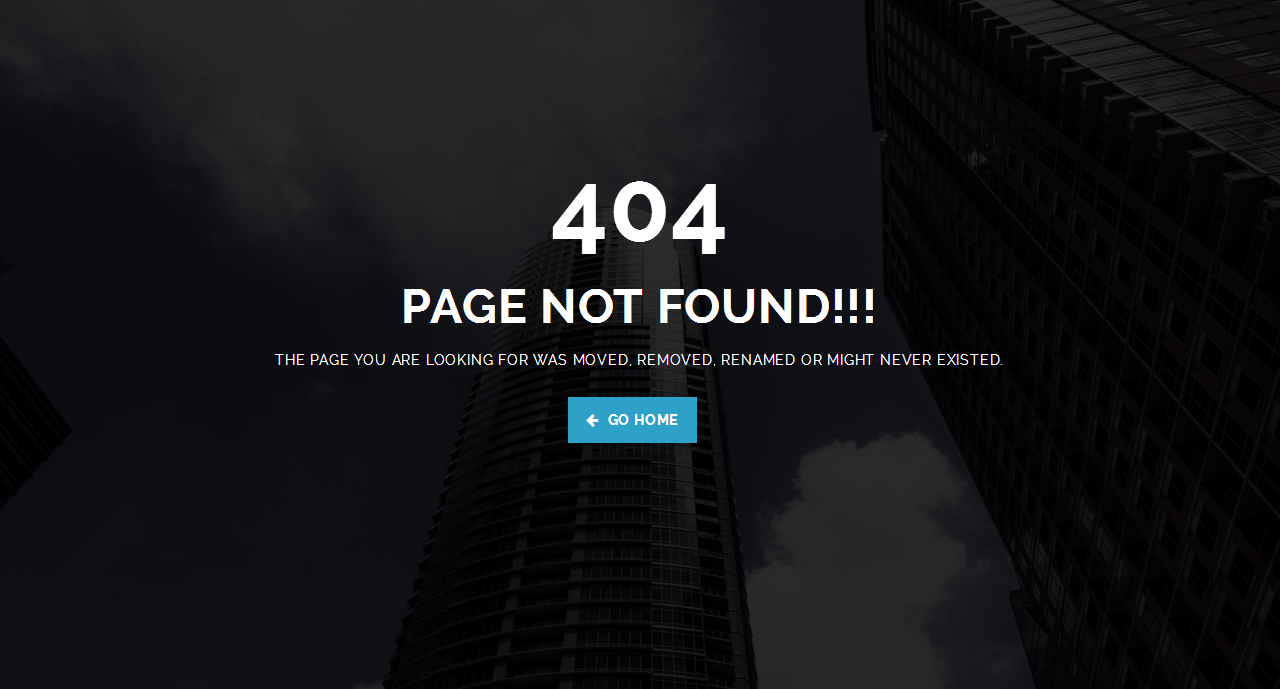 404
PAGE NOT FOUND!!!
THE PAGE YOU ARE LOOKING FOR WAS MOVED, REMOVED, RENAMED OR MIGHT NEVER EXISTED.
GO HOME